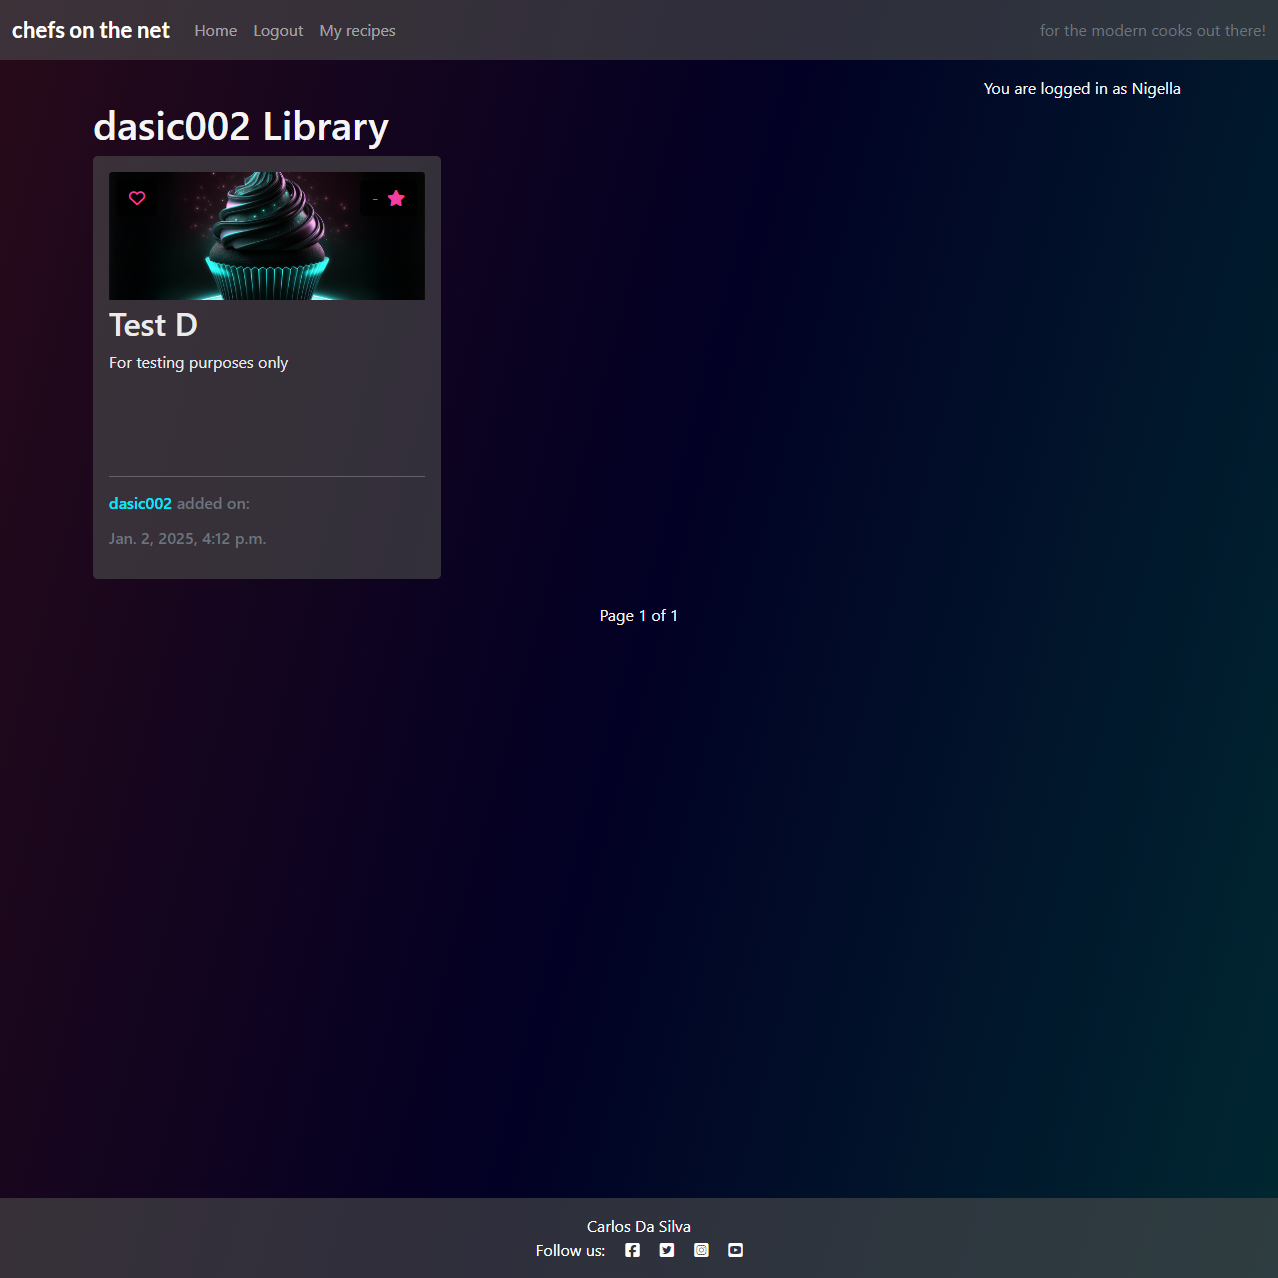 chefs on the net Home Logout My recipes for the modern cooks out there!
You are logged in as Nigella
dasic002 Library
-
Test D
For testing purposes only
dasic002 added on:
Jan. 2, 2025, 4:12 p.m.
Page 1 of 1
Carlos Da Silva
Follow us: